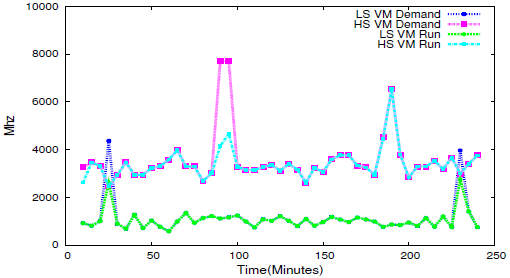 10000
8000
6000
4000
2000
0
0
50
100
150
200
250
Mhz
Time(Minutes)
LS VM Demand
HS VM Demand
LS VM Run
HS VM Run